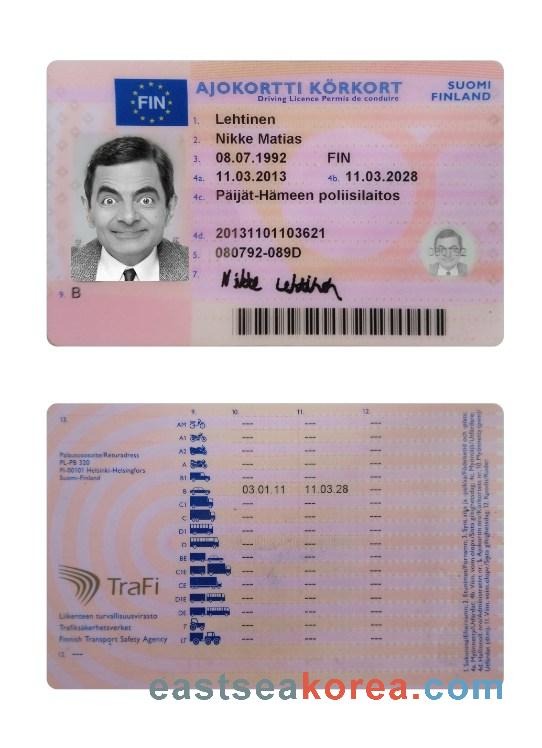 FIN
AJOKORTTI KÖRKORT
Driving Licence Permis de conduire
SUOMI
FINLAND
1. Lehtinen
2. Nikke Matias
3. 08.07.1992 FIN
4a. 11.03.2013 4b. 11.03.2028
4c. Päijät-Hämeen poliisilaitos
4d. 20131101103621
5. 080792-089D
7. Nikke Lehtinen
9. B
13.
9. 10. 11. 12.
Palautusosoite/Returadress
PL-PB 320
FI-00101 Helsinki-Helsingfors
Suomi-Finland
AM --- --- ---
A1 --- --- ---
A2 --- --- ---
A --- --- ---
B1 --- --- ---
B 03.01.11 11.03.28 ---
C1 --- --- ---
C --- --- ---
D1 --- --- ---
D --- --- ---
BE --- --- ---
C1E --- --- ---
CE --- --- ---
D1E --- --- ---
DE --- --- ---
T --- --- ---
LT --- --- ---
TraFi
Liikenteen turvallisuusvirasto
Trafiksäkerhetsverket
Finnish Transport Safety Agency
12. ---
eastseakorea.com